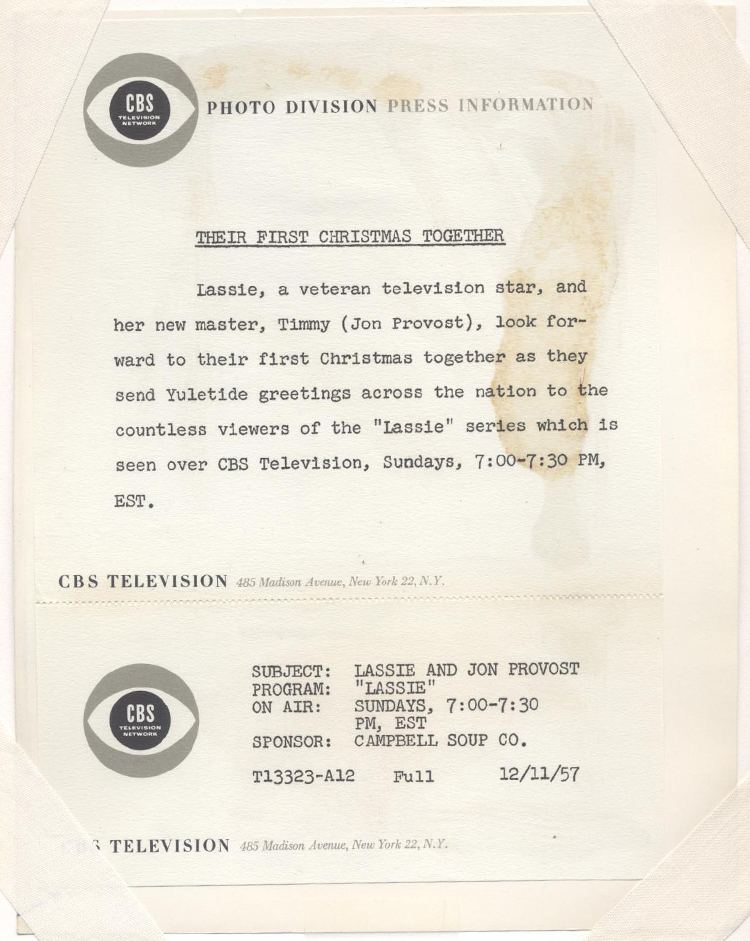 CBS
TELEVISION
NETWORK
PHOTO DIVISION PRESS INFORMATION
THEIR FIRST CHRISTMAS TOGETHER
Lassie, a veteran television star, and
her new master, Timmy (Jon Provost), look for-
ward to their first Christmas together as they
send Yuletide greetings across the nation to the
countless viewers of the "Lassie" series which is
seen over CBS Television, Sundays, 7:00-7:30 PM,
EST.
CBS TELEVISION 485 Madison Avenue, New York 22, N.Y.
CBS
TELEVISION
NETWORK
SUBJECT: LASSIE AND JON PROVOST
PROGRAM: "LASSIE"
ON AIR: SUNDAYS, 7:00-7:30
PM, EST
SPONSOR: CAMPBELL SOUP CO.
T13323-A12 Full 12/11/57
CBS TELEVISION 485 Madison Avenue, New York 22, N.Y.